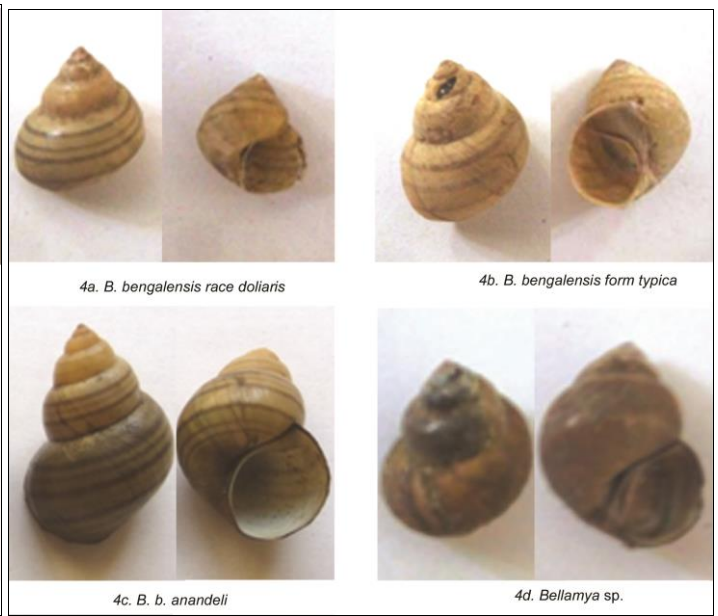 4a. B. bengalensis race doliaris
4b. B. bengalensis form typica
4c. B. b. anandeli
4d. Bellamya sp.